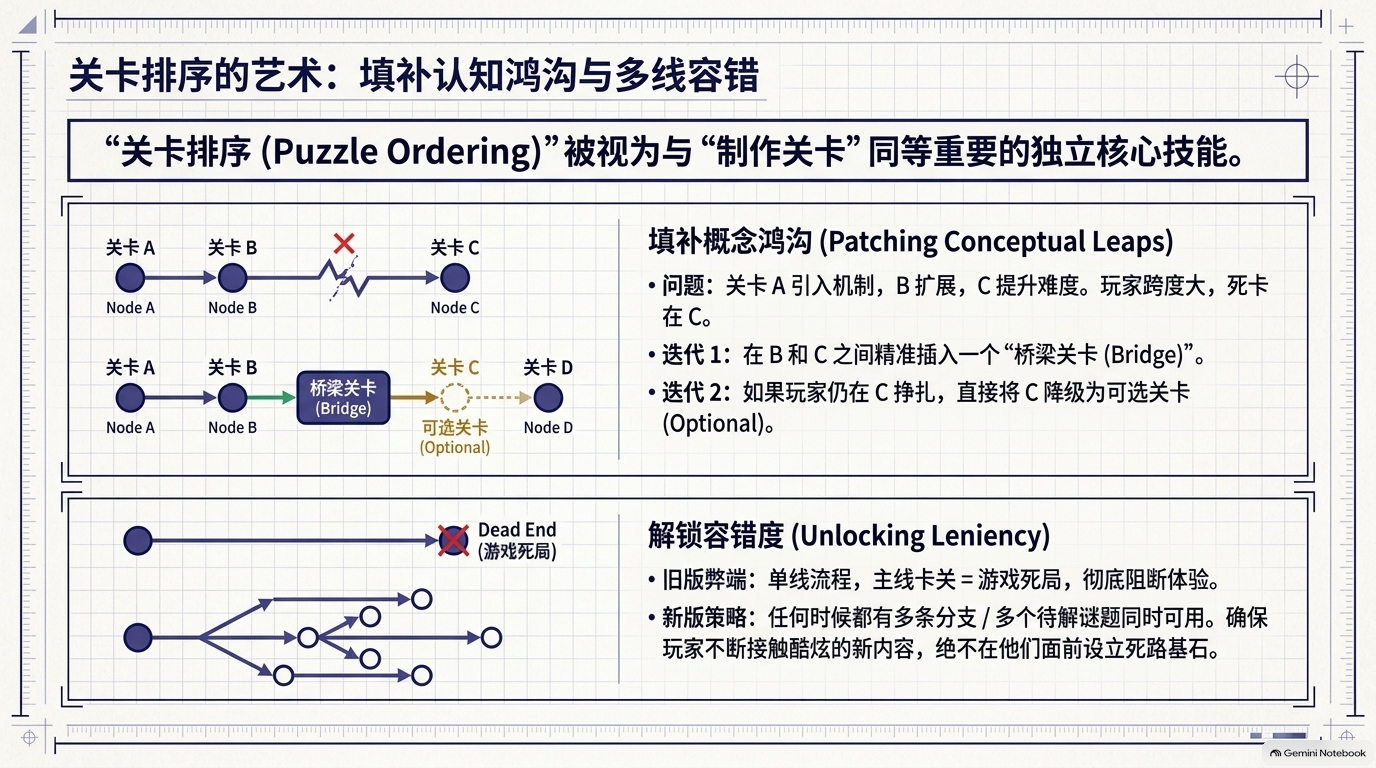 关卡排序的艺术：填补认知鸿沟与多线容错
“关卡排序 (Puzzle Ordering)”被视为与 “制作关卡” 同等重要的独立核心技能。
关卡 A
关卡 B
关卡 C
Node A
Node B
Node C
关卡 A
关卡 B
桥梁关卡
(Bridge)
关卡 C
关卡 D
Node A
Node B
可选关卡
(Optional)
Node D
填补概念鸿沟 (Patching Conceptual Leaps)
• 问题：关卡 A 引入机制，B 扩展，C 提升难度。玩家跨度大，死卡
在 C。
• 迭代 1：在 B 和 C 之间精准插入一个 “桥梁关卡 (Bridge)”。
• 迭代 2：如果玩家仍在 C 挣扎，直接将 C 降级为可选关卡
(Optional)。
Dead End
(游戏死局)
解锁容错度 (Unlocking Leniency)
• 旧版弊端：单线流程，主线卡关 = 游戏死局，彻底阻断体验。
• 新版策略：任何时候都有多条分支 / 多个待解谜题同时可用。确保
玩家不断接触酷炫的新内容，绝不在他们面前设立死路基石。
Gemini Notebook